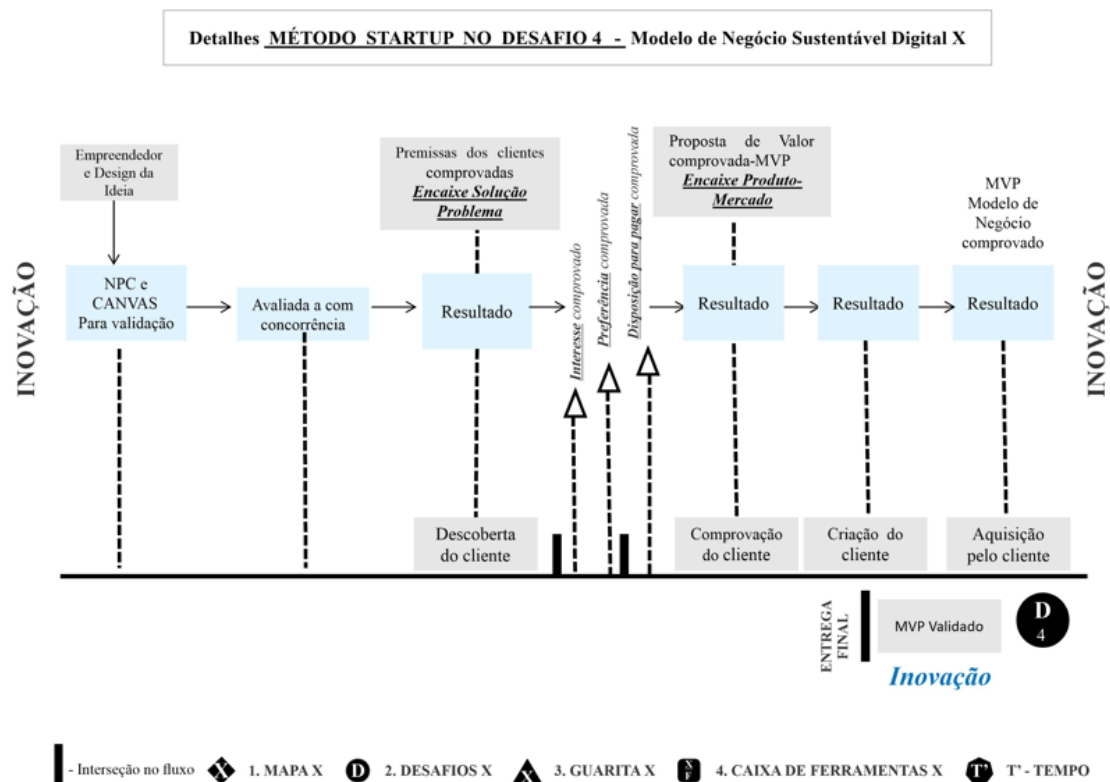 Detalhes MÉTODO STARTUP NO DESAFIO 4 - Modelo de Negócio Sustentável Digital X
Empreendedor
e Design da
Ideia
Premissas dos clientes
comprovadas
Encaixe Solução
Problema
Interesse comprovado
Preferência comprovada
Disposição para pagar comprovada
Proposta de Valor
comprovada-MVP
Encaixe Produto-
Mercado
MVP
Modelo de
Negócio
comprovado
INOVAÇÃO
NPC e
CANVAS
Para validação
Avaliada a com
concorrência
Resultado
Resultado
Resultado
Resultado
INOVAÇÃO
Descoberta
do cliente
Comprovação
do cliente
Criação do
cliente
Aquisição
pelo cliente
ENTREGA
FINAL
MVP Validado
D
4
Inovação
- Interseção no fluxo X 1. MAPA X D 2. DESAFIOS X X 3. GUARITA X X F 4. CAIXA DE FERRAMENTAS X T' T' - TEMPO